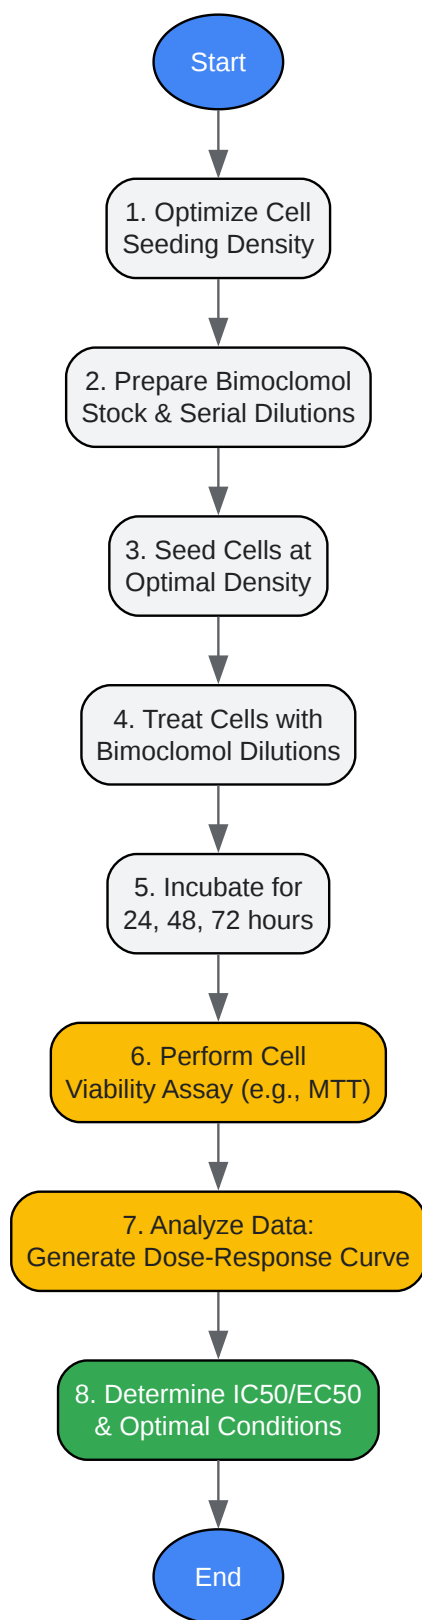 Start
1. Optimize Cell
Seeding Density
2. Prepare Bimoclomol
Stock & Serial Dilutions
3. Seed Cells at
Optimal Density
4. Treat Cells with
Bimoclomol Dilutions
5. Incubate for
24, 48, 72 hours
6. Perform Cell
Viability Assay (e.g., MTT)
7. Analyze Data:
Generate Dose-Response Curve
8. Determine IC50/EC50
& Optimal Conditions
End